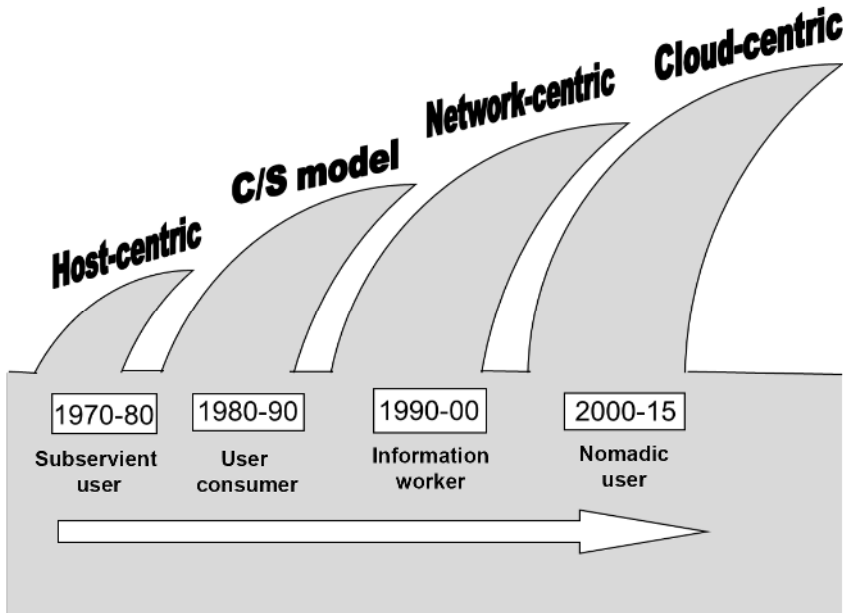 Host-centric
C/S model
Network-centric
Cloud-centric
1970-80
1980-90
1990-00
2000-15
Subservient
user
User
consumer
Information
worker
Nomadic
user